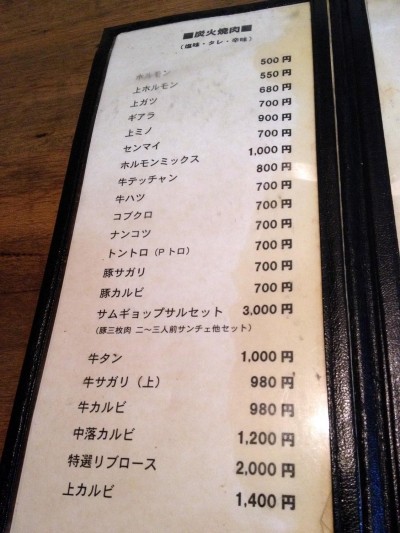 ■炭火焼肉■
(塩味・タレ・辛味)
ホルモン 500円
上ホルモン 550円
上ガツ 680円
ギアラ 700円
上ミノ 900円
センマイ 700円
ホルモンミックス 1,000円
牛テッチャン 800円
牛ハツ 700円
コブクロ 700円
ナンコツ 700円
トントロ(Pトロ) 700円
豚サガリ 700円
豚カルビ 700円
サムギョップサルセット 3,000円
(豚三枚肉 二〜三人前サンチェ他セット)
牛タン 1,000円
牛サガリ(上) 980円
牛カルビ 980円
中落カルビ 1,200円
特選リブロース 2,000円
上カルビ 1,400円